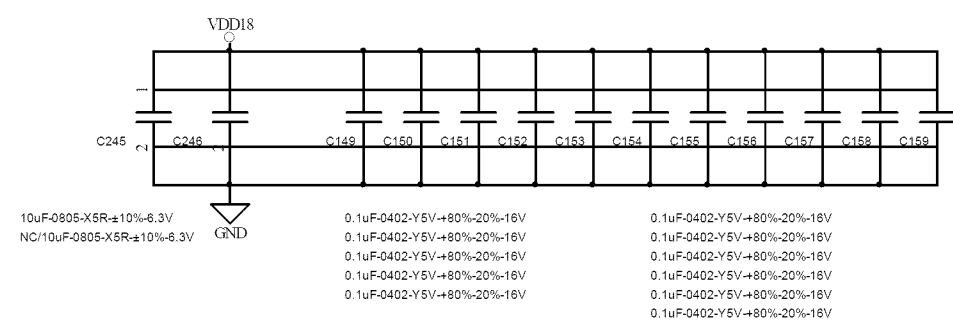 VDD18
1
C245
2
C246
2
C149
C150
C151
C152
C153
C154
C155
C156
C157
C158
C159
10uF-0805-X5R-±10%-6.3V
NC/10uF-0805-X5R-±10%-6.3V
GND
0.1uF-0402-Y5V-+80%-20%-16V
0.1uF-0402-Y5V-+80%-20%-16V
0.1uF-0402-Y5V-+80%-20%-16V
0.1uF-0402-Y5V-+80%-20%-16V
0.1uF-0402-Y5V-+80%-20%-16V
0.1uF-0402-Y5V-+80%-20%-16V
0.1uF-0402-Y5V-+80%-20%-16V
0.1uF-0402-Y5V-+80%-20%-16V
0.1uF-0402-Y5V-+80%-20%-16V
0.1uF-0402-Y5V-+80%-20%-16V
0.1uF-0402-Y5V-+80%-20%-16V